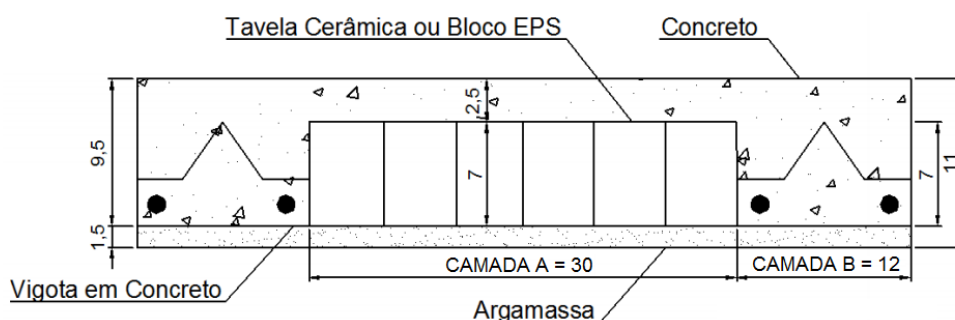 Tavela Cerâmica ou Bloco EPS
Concreto
2,5
9,5
7
7
11
1,5
CAMADA A = 30
CAMADA B = 12
Vigota em Concreto
Argamassa